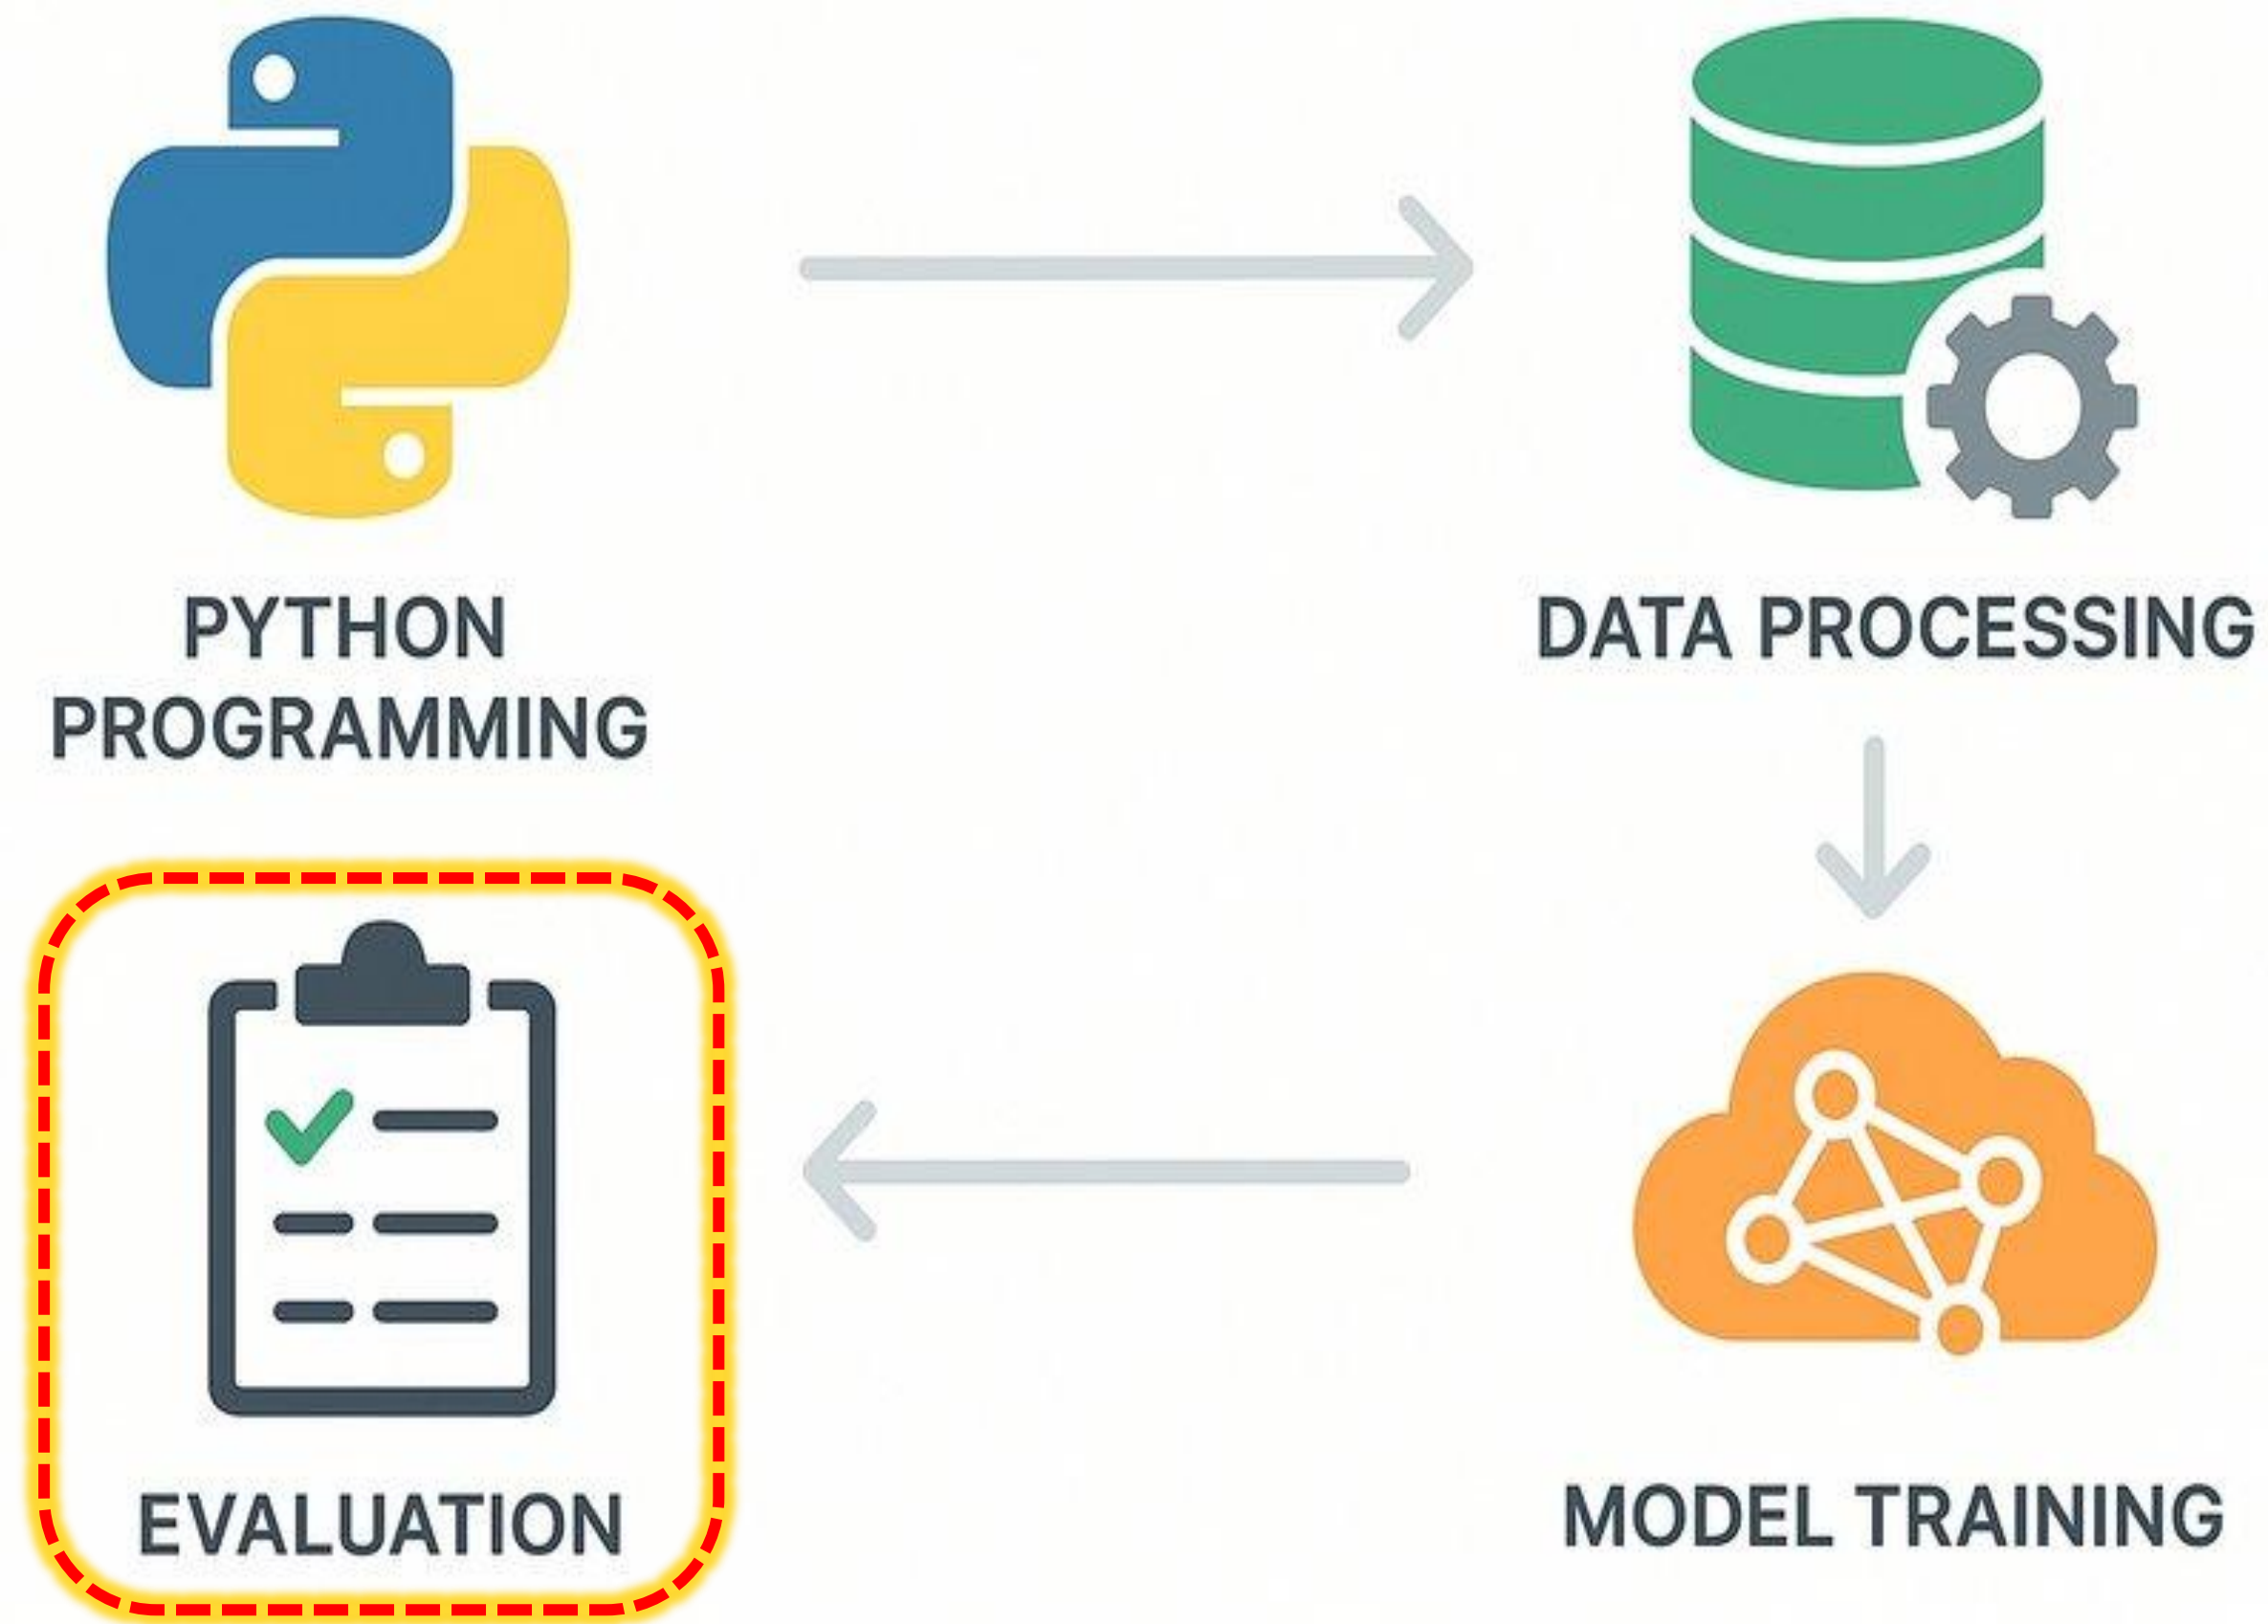 PYTHON
PROGRAMMING
DATA PROCESSING
MODEL TRAINING
EVALUATION